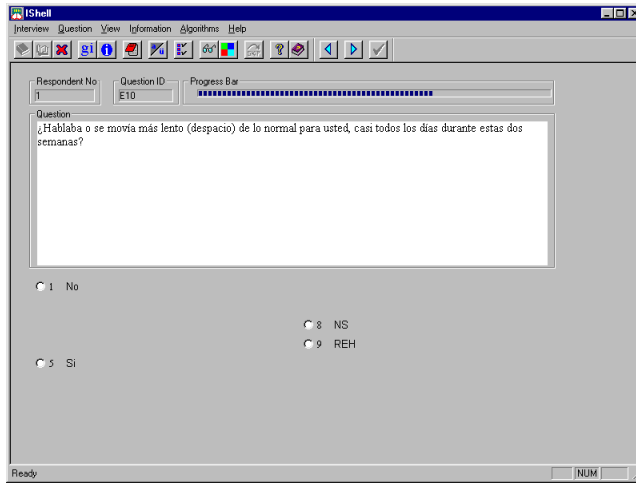 IShell
Interview Question View Information Algorithms Help
gi
Respondent No
1
Question ID
E10
Progress Bar
Question
¿Hablaba o se movía más lento (despacio) de lo normal para usted, casi todos los días durante estas dos
semanas?
1 No
8 NS
9 REH
5 Si
Ready
NUM